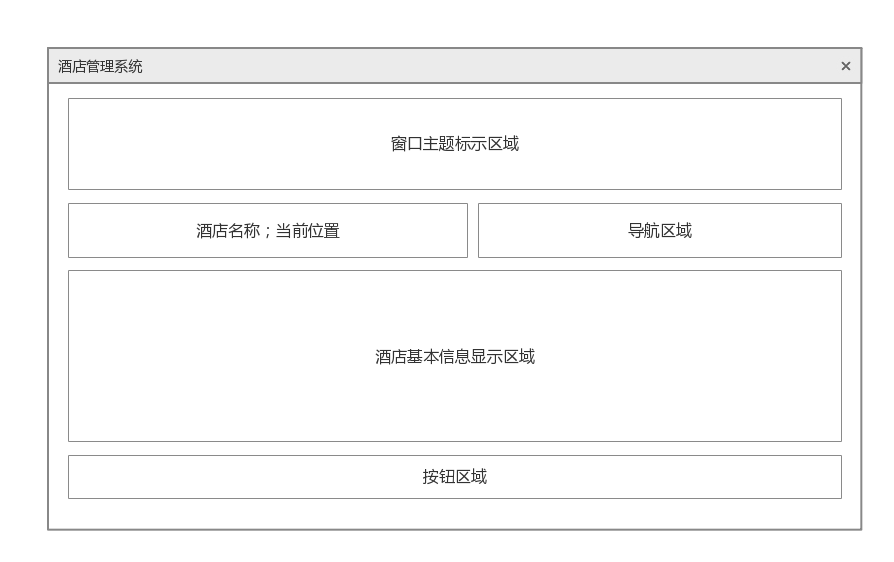 酒店管理系统
×
窗口主题标示区域
酒店名称；当前位置
导航区域
酒店基本信息显示区域
按钮区域